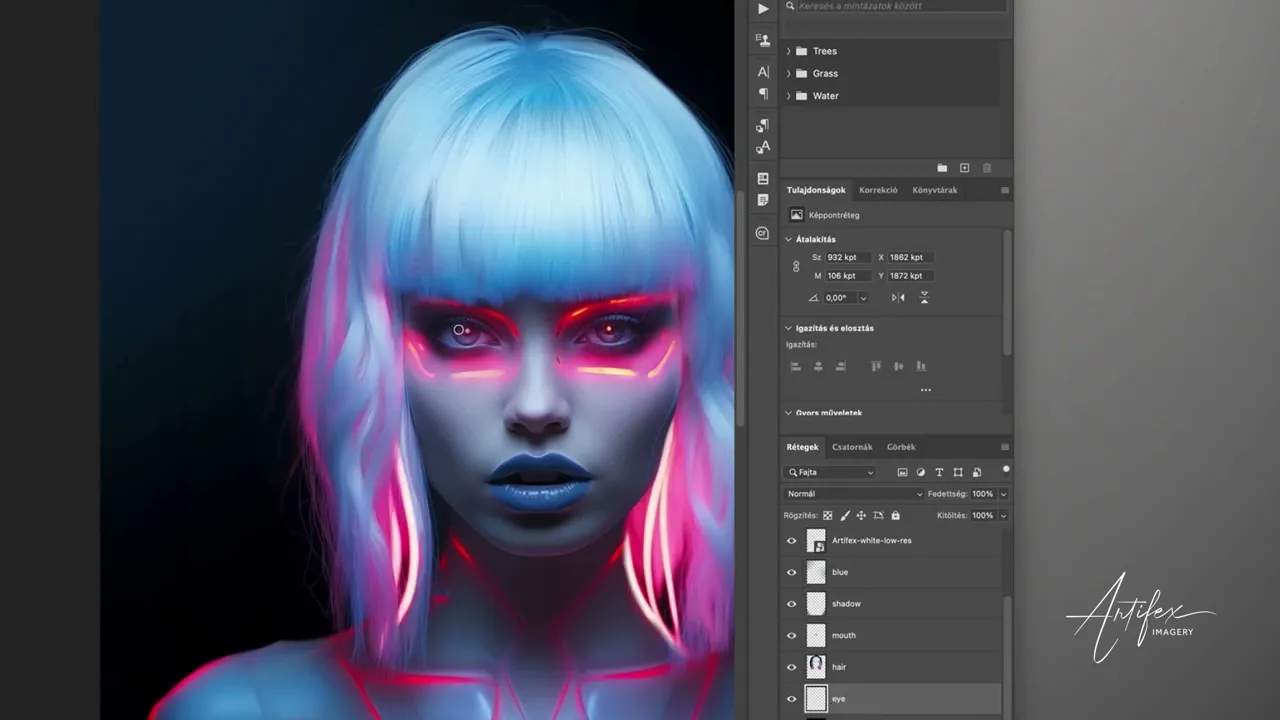 Keresés a mintázatok között
Trees
Grass
Water
Tulajdonságok Korrekció Könyvtárak
Képpontréteg
Átalakítás
Sz 932 kpt X 1862 kpt
M 106 kpt Y 1872 kpt
0,00°
Igazítás és elosztás
Igazítás:
Gyors műveletek
Rétegek Csatornák Görbék
Fajta
Normál Fedettség: 100%
Rögzítés: Kitöltés: 100%
Artifex-white-low-res
blue
shadow
mouth
hair
eye
Artifex
IMAGERY